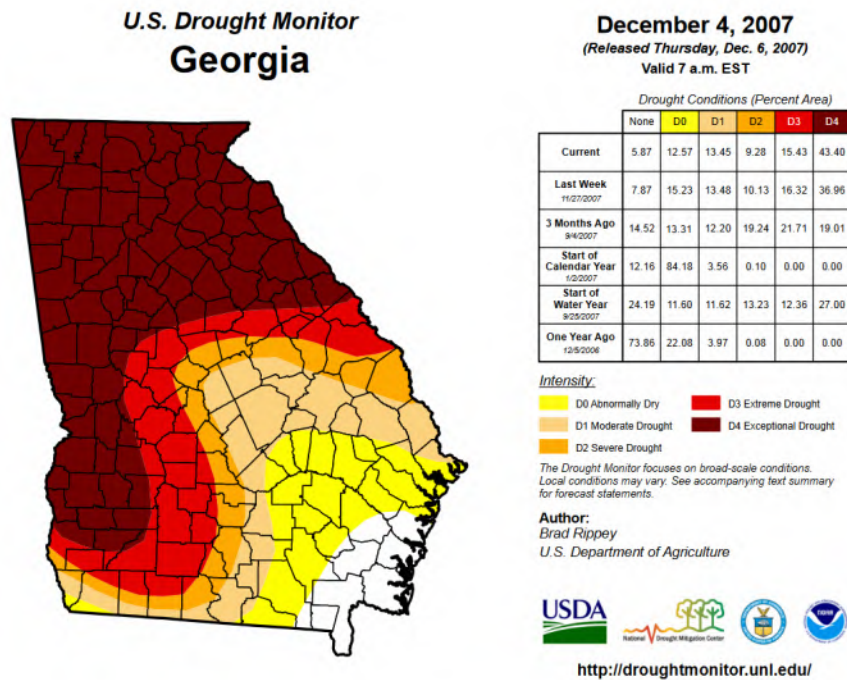 U.S. Drought Monitor
Georgia
December 4, 2007
(Released Thursday, Dec. 6, 2007)
Valid 7 a.m. EST
Drought Conditions (Percent Area)
None D0 D1 D2 D3 D4
Current 5.87 12.57 13.45 9.28 15.43 43.40
Last Week 11/27/2007 7.87 15.23 13.48 10.13 16.32 36.96
3 Months Ago 9/4/2007 14.52 13.31 12.20 19.24 21.71 19.01
Start of Calendar Year 1/2/2007 12.16 84.18 3.56 0.10 0.00 0.00
Start of Water Year 9/25/2007 24.19 11.60 11.62 13.23 12.36 27.00
One Year Ago 12/5/2006 73.86 22.08 3.97 0.08 0.00 0.00
Intensity:
D0 Abnormally Dry
D1 Moderate Drought
D2 Severe Drought
D3 Extreme Drought
D4 Exceptional Drought
The Drought Monitor focuses on broad-scale conditions.
Local conditions may vary. See accompanying text summary
for forecast statements.
Author:
Brad Rippey
U.S. Department of Agriculture
USDA
National Drought Mitigation Center
NOAA
http://droughtmonitor.unl.edu/